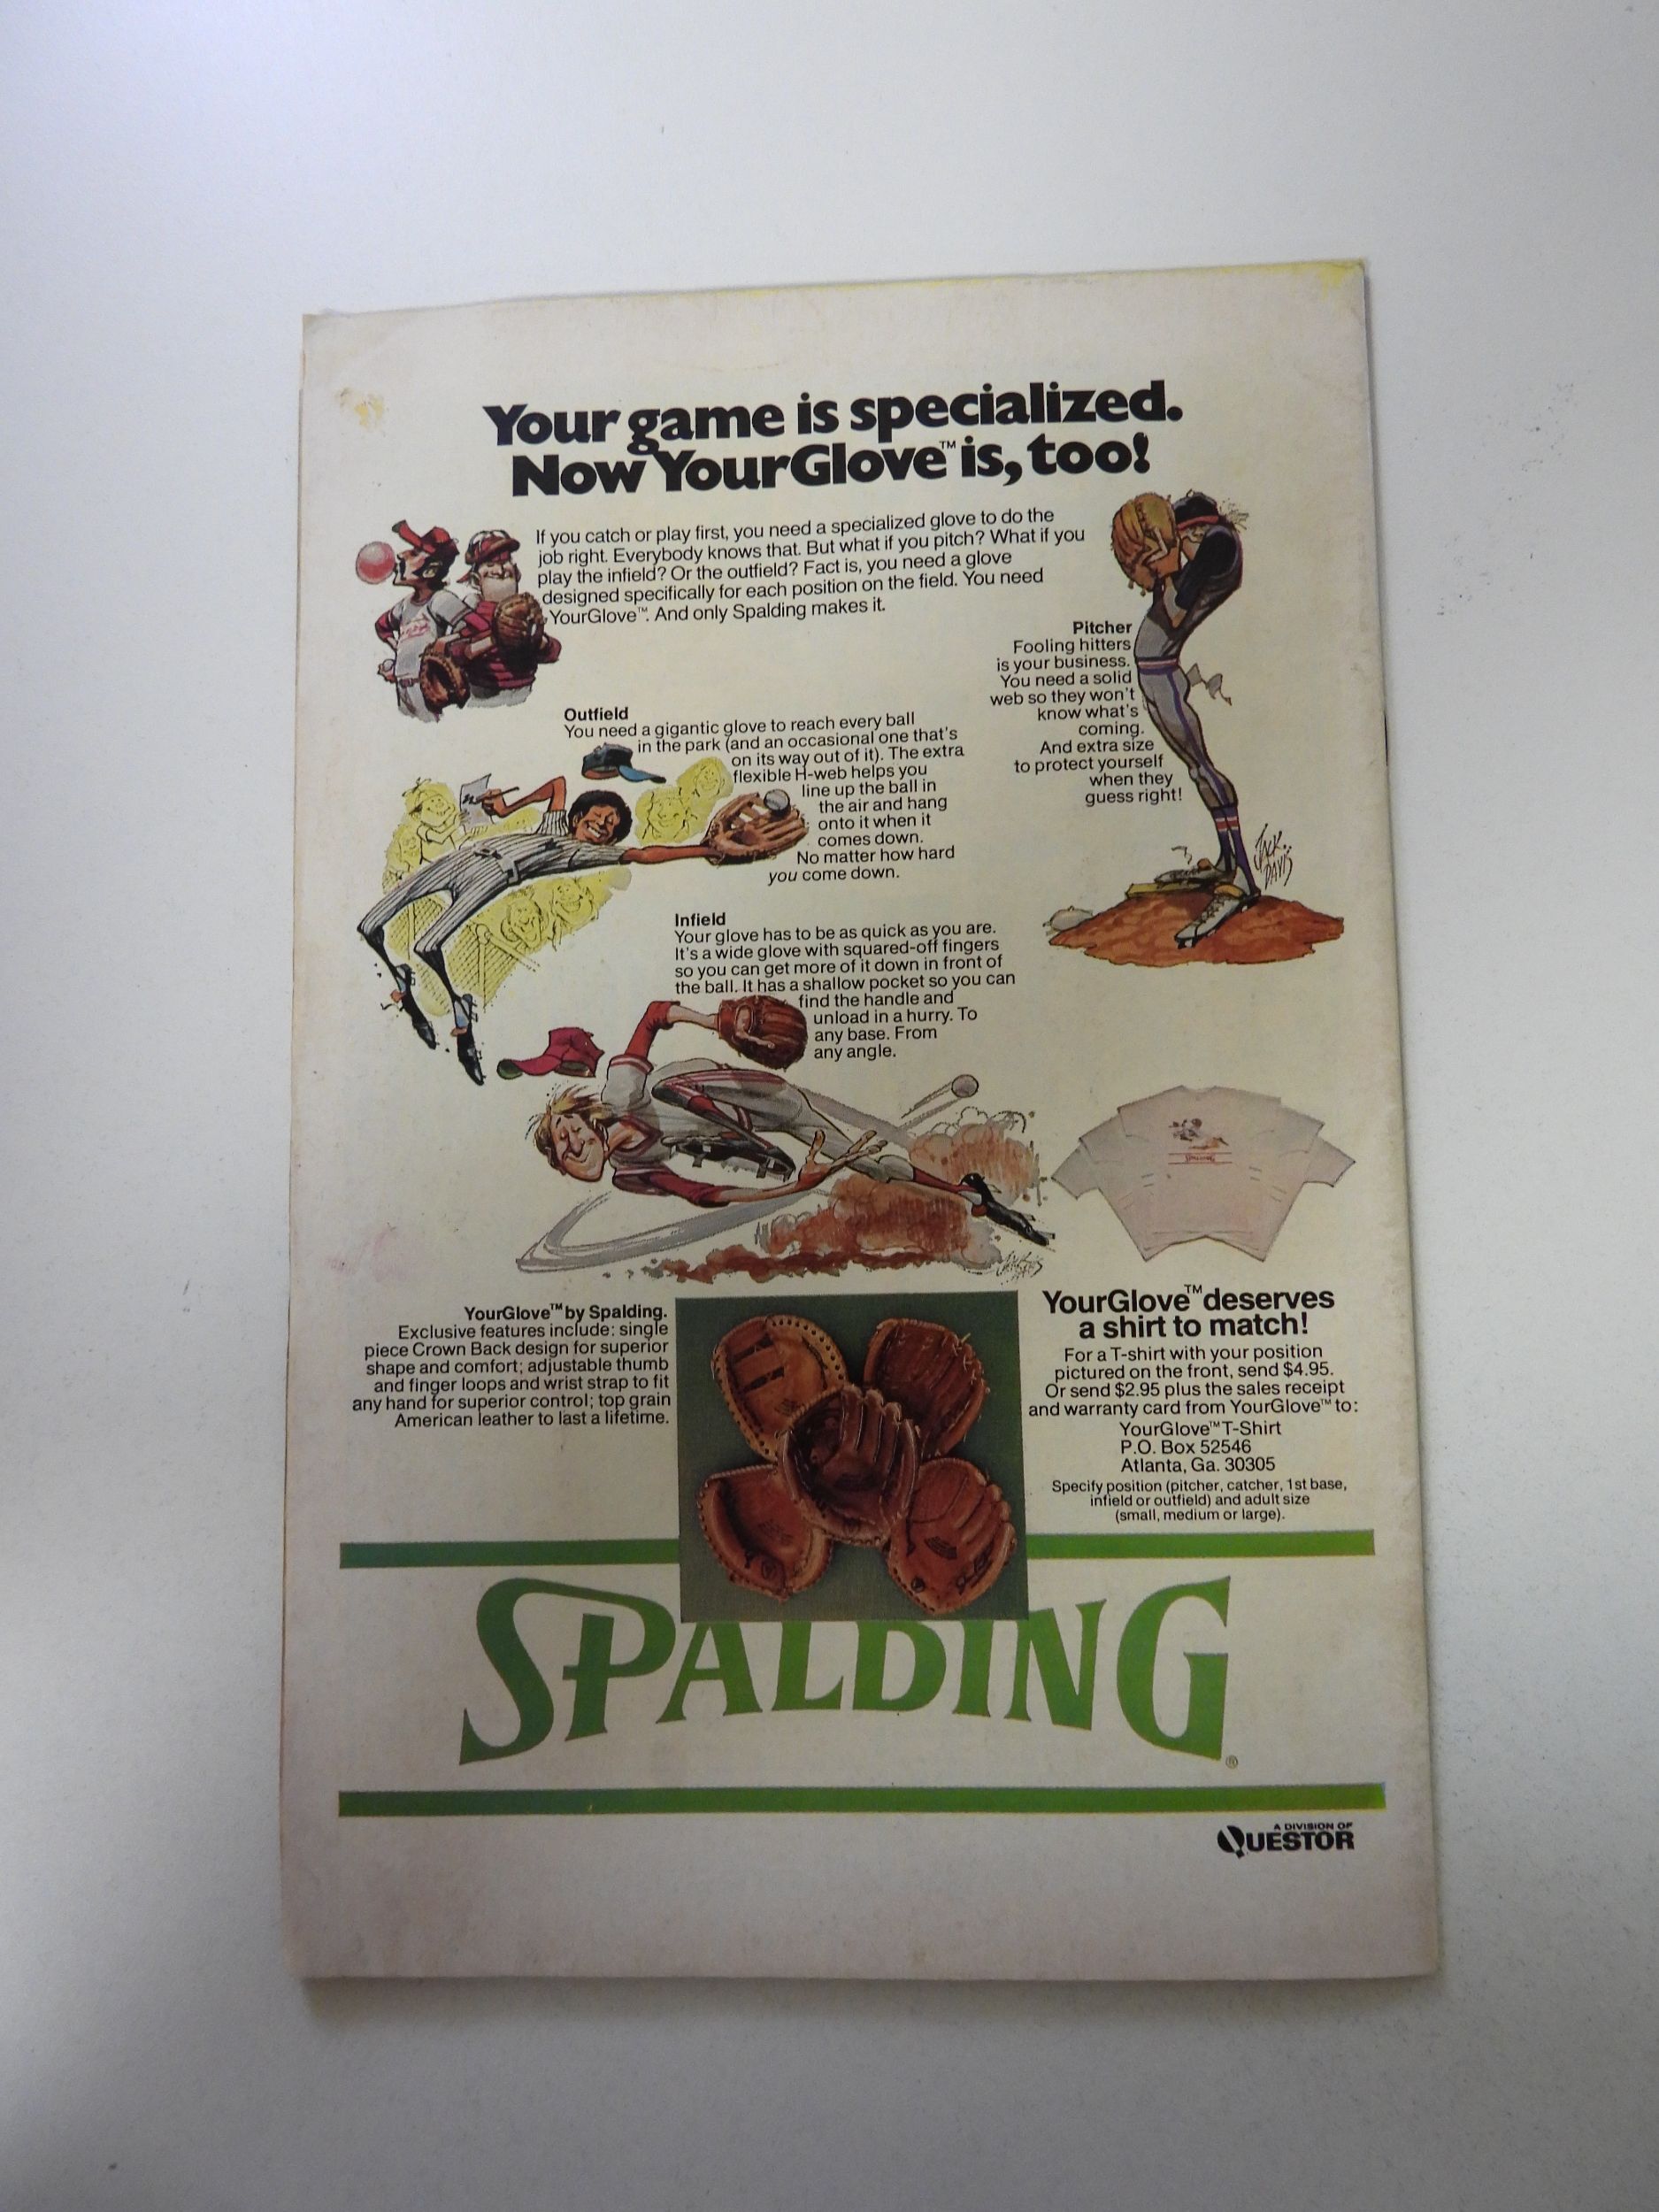 Your game is specialized.
Now YourGlove™ is, too!
If you catch or play first, you need a specialized glove to do the
job right. Everybody knows that. But what if you pitch? What if you
play the infield? Or the outfield? Fact is, you need a glove
designed specifically for each position on the field. You need
YourGlove™. And only Spalding makes it.
Pitcher
Fooling hitters
is your business.
You need a solid
web so they won't
know what's
coming.
And extra size
to protect yourself
when they
guess right!
JACK DAVIS
Outfield
You need a gigantic glove to reach every ball
in the park (and an occasional one that's
on its way out of it). The extra
flexible H-web helps you
line up the ball in
the air and hang
onto it when it
comes down.
No matter how hard
you come down.
Infield
Your glove has to be as quick as you are.
It's a wide glove with squared-off fingers
so you can get more of it down in front of
the ball. It has a shallow pocket so you can
find the handle and
unload in a hurry. To
any base. From
any angle.
SPALDING
YourGlove™ by Spalding.
Exclusive features include: single
piece Crown Back design for superior
shape and comfort; adjustable thumb
and finger loops and wrist strap to fit
any hand for superior control; top grain
American leather to last a lifetime.
YourGlove™ deserves
a shirt to match!
For a T-shirt with your position
pictured on the front, send $4.95.
Or send $2.95 plus the sales receipt
and warranty card from YourGlove™ to:
YourGlove™ T-Shirt
P.O. Box 52546
Atlanta, Ga. 30305
Specify position (pitcher, catcher, 1st base,
infield or outfield) and adult size
(small, medium or large).
SPALDING®
A DIVISION OF
QUESTOR